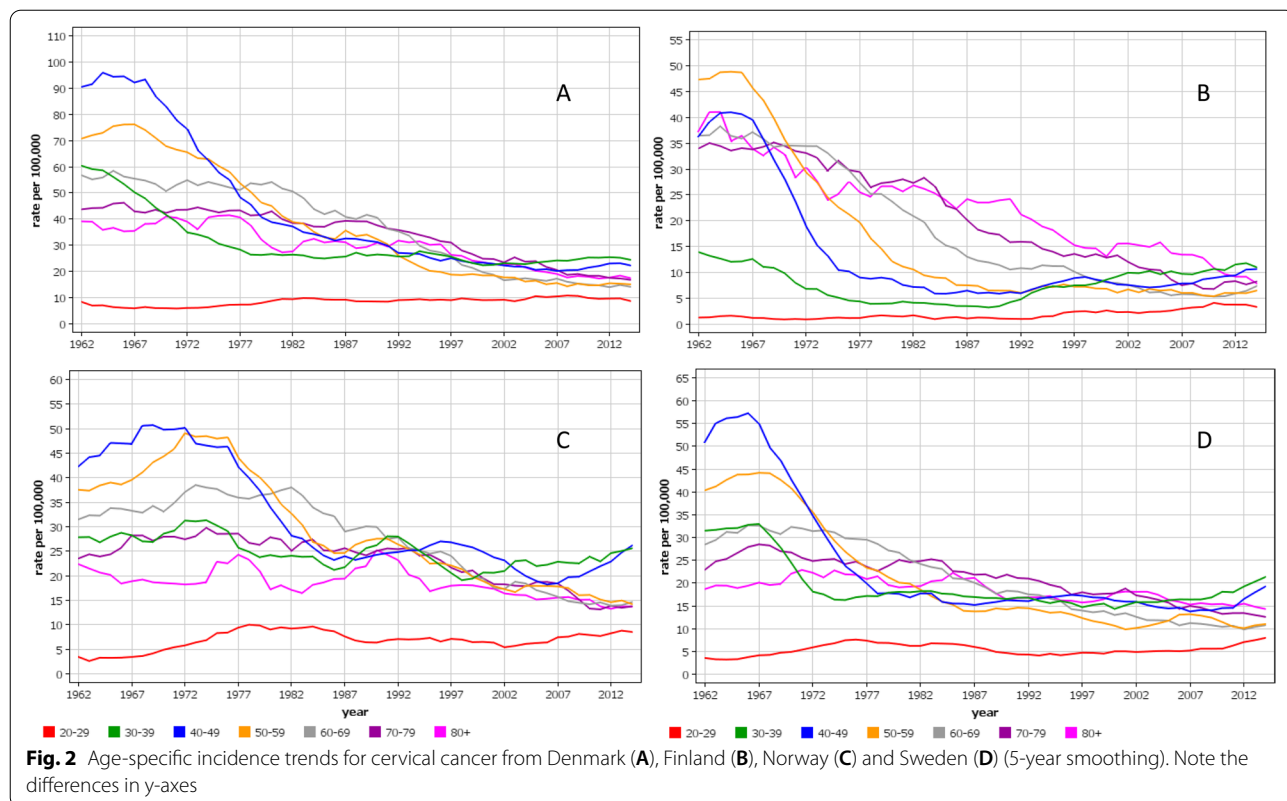 A
rate per 100,000
110
100
90
80
70
60
50
40
30
20
10
0
1962 1967 1972 1977 1982 1987 1992 1997 2002 2007 2012
B
rate per 100,000
55
50
45
40
35
30
25
20
15
10
5
0
1962 1967 1972 1977 1982 1987 1992 1997 2002 2007 2012
C
rate per 100,000
60
55
50
45
40
35
30
25
20
15
10
5
0
1962 1967 1972 1977 1982 1987 1992 1997 2002 2007 2012
year
20-29 30-39 40-49 50-59 60-69 70-79 80+
D
rate per 100,000
65
60
55
50
45
40
35
30
25
20
15
10
5
0
1962 1967 1972 1977 1982 1987 1992 1997 2002 2007 2012
year
20-29 30-39 40-49 50-59 60-69 70-79 80+
Fig. 2 Age-specific incidence trends for cervical cancer from Denmark (A), Finland (B), Norway (C) and Sweden (D) (5-year smoothing). Note the
differences in y-axes